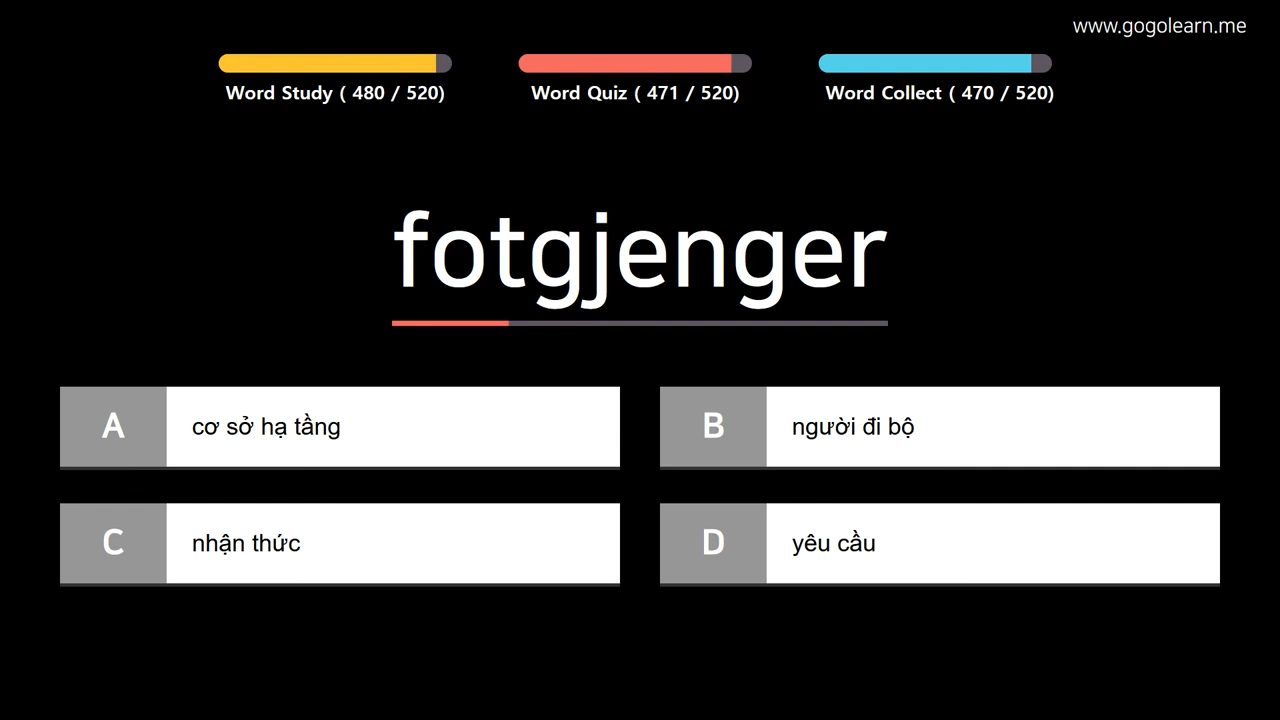 www.gogolearn.me
Word Study ( 480 / 520)
Word Quiz ( 471 / 520)
Word Collect ( 470 / 520)
fotgjenger
A
cơ sở hạ tầng
B
người đi bộ
C
nhận thức
D
yêu cầu